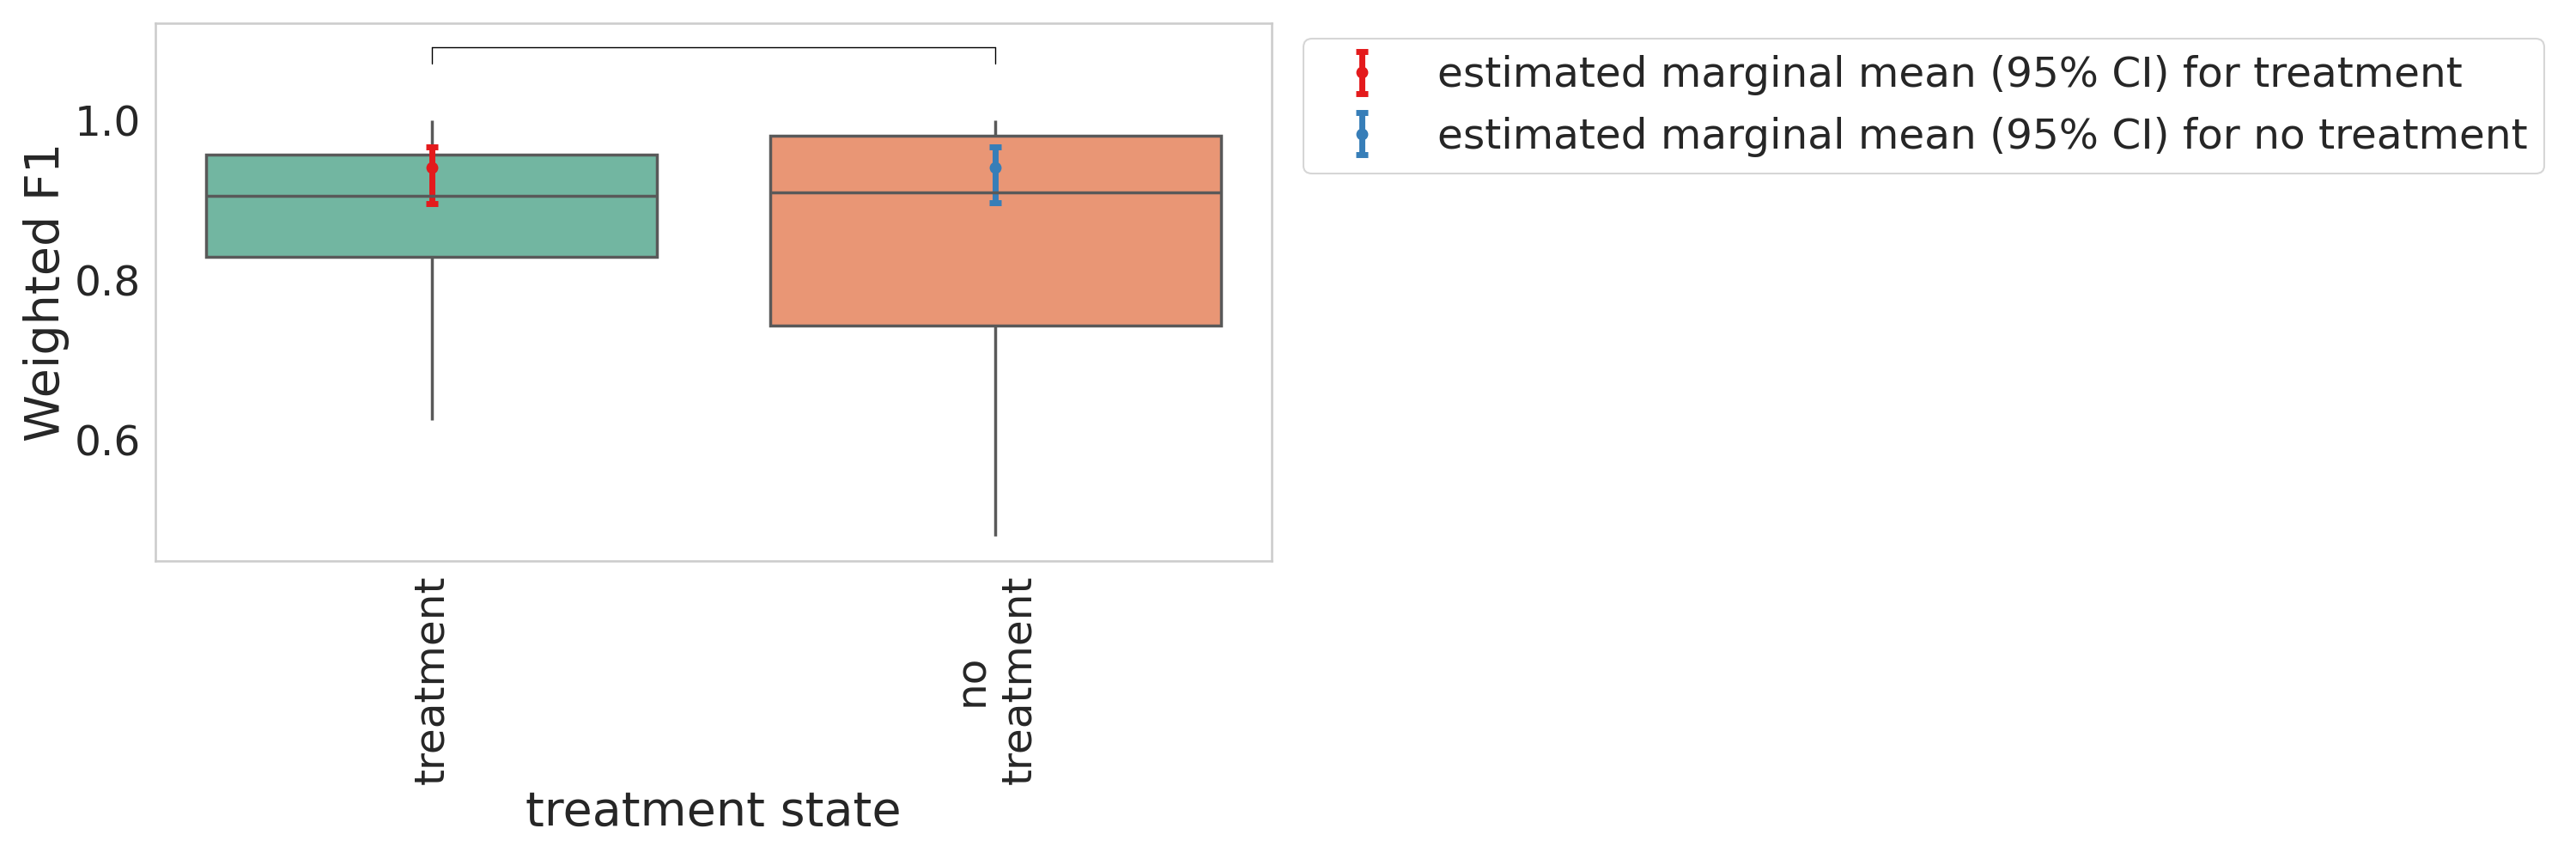 Weighted F1
1.0
0.8
0.6
treatment
no
treatment
treatment state
estimated marginal mean (95% CI) for treatment
estimated marginal mean (95% CI) for no treatment